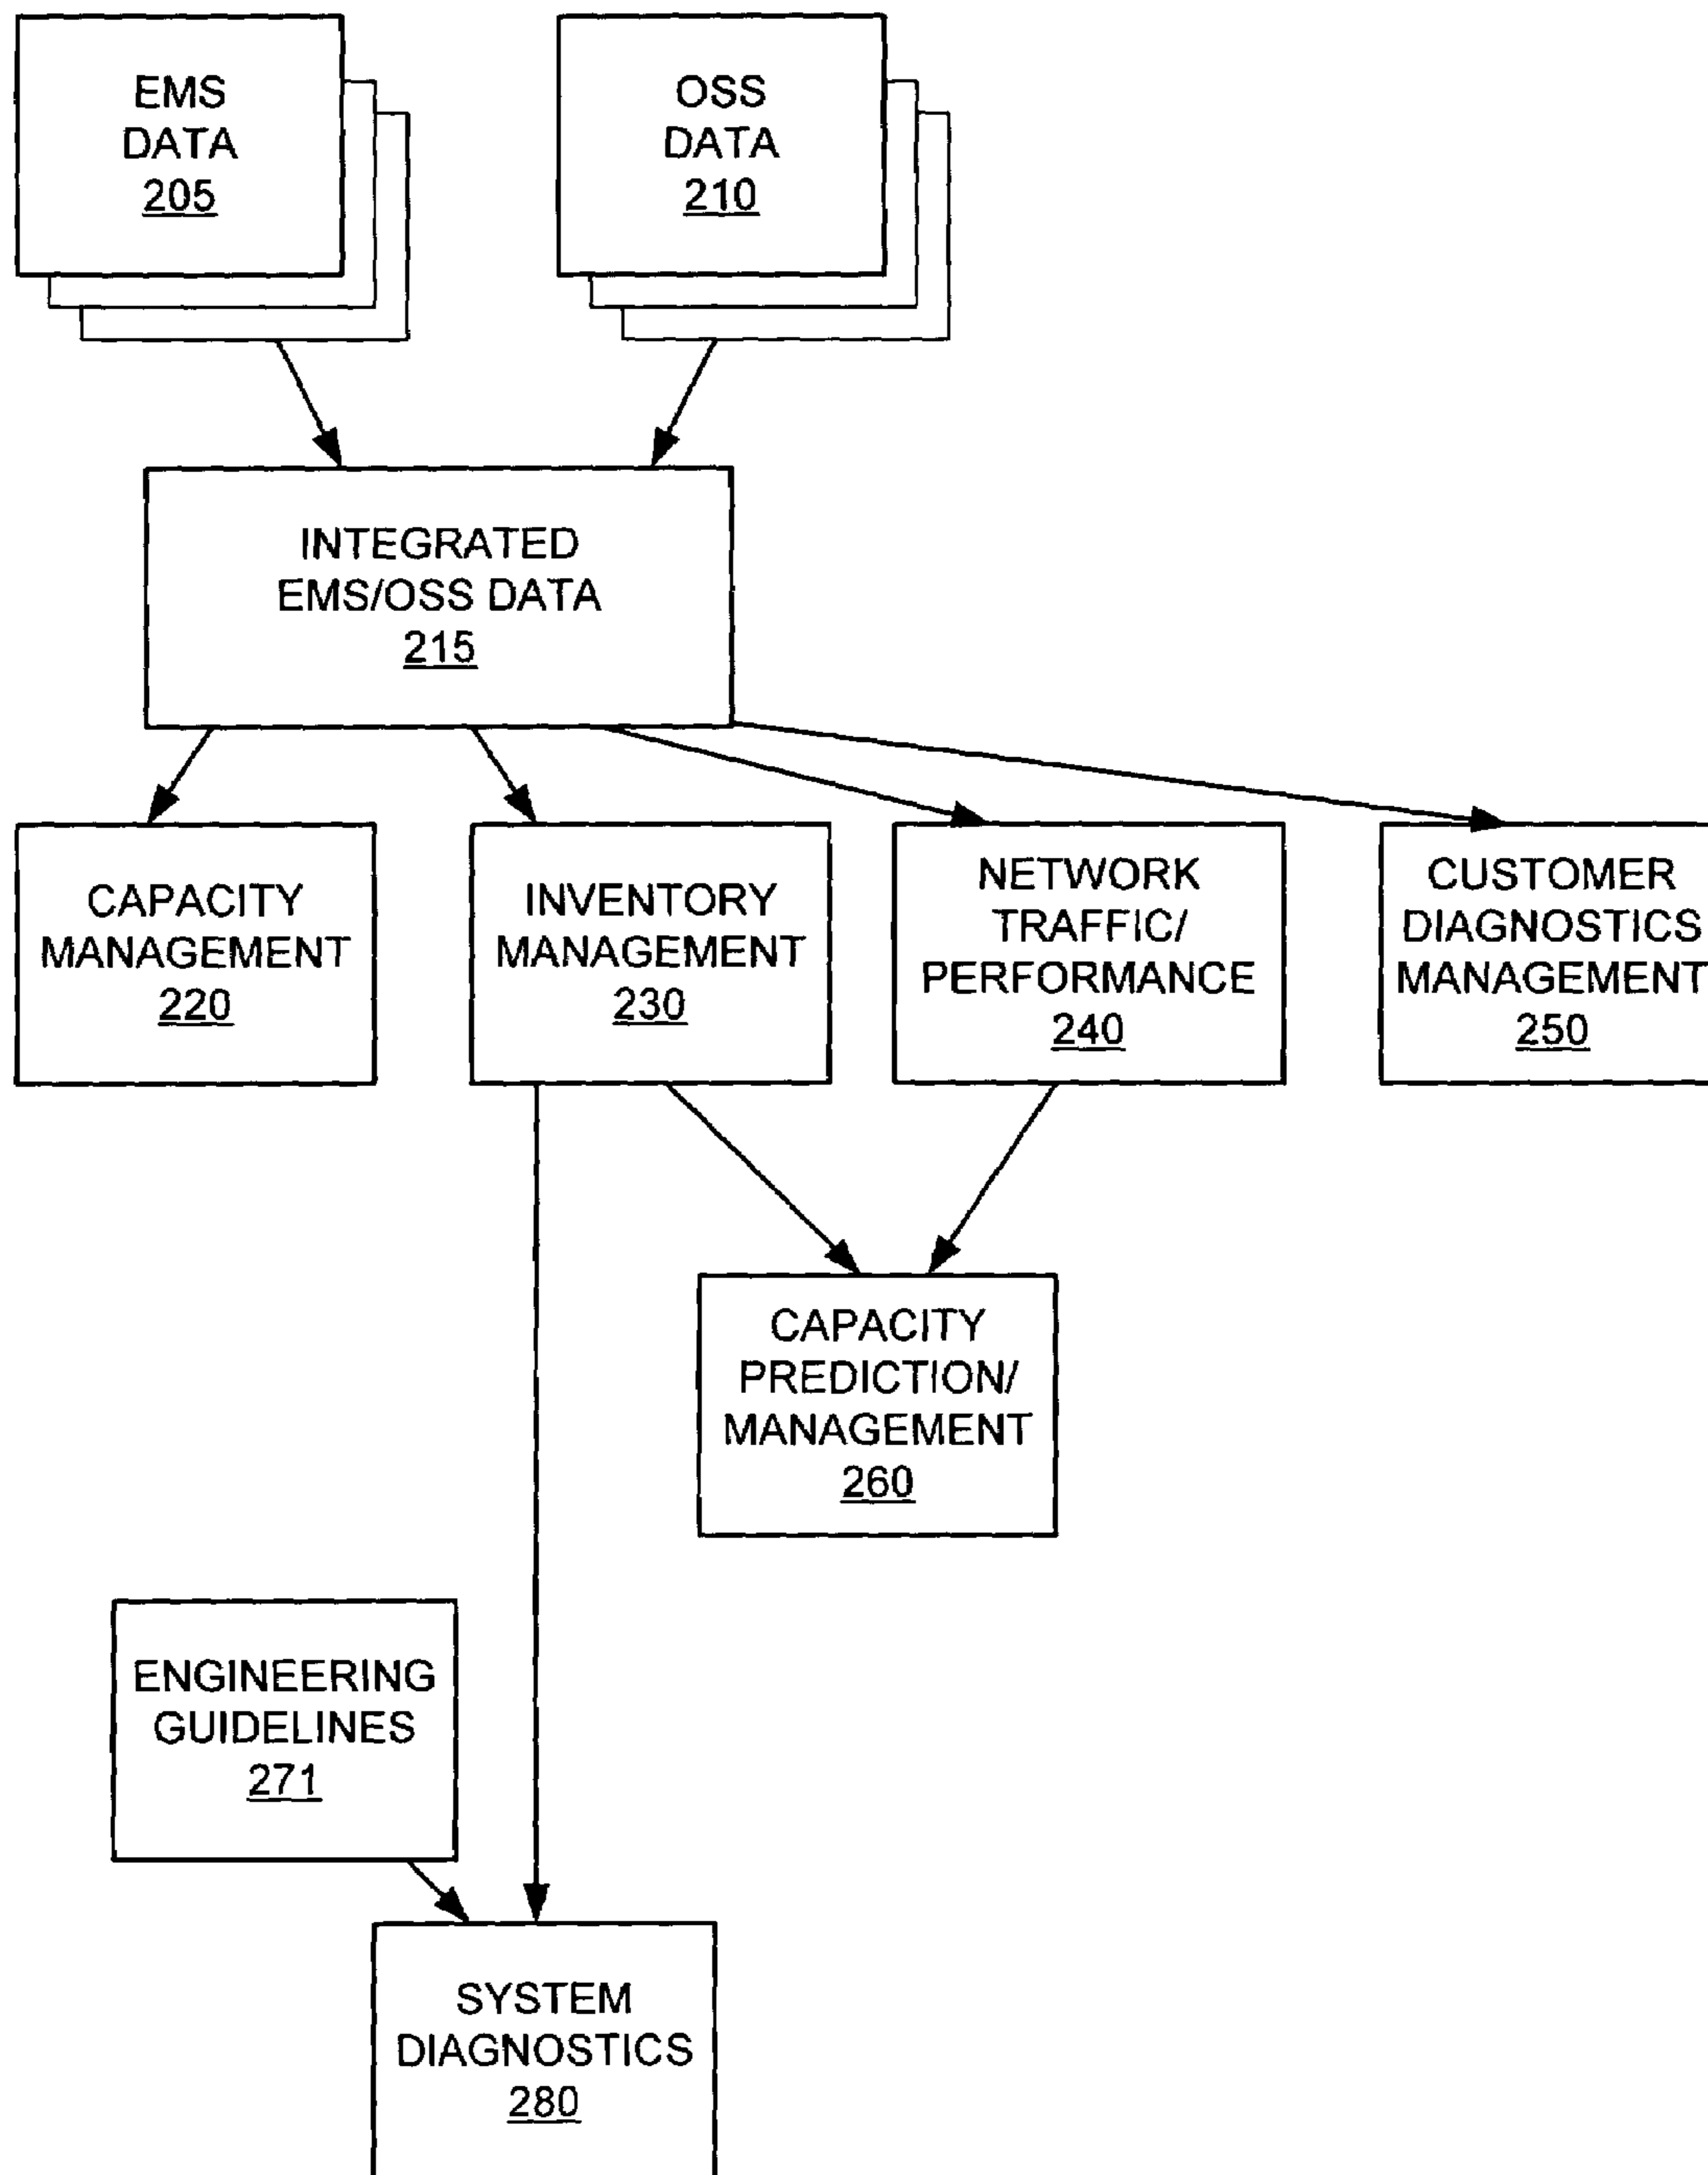 EMS
DATA
205
OSS
DATA
210
INTEGRATED
EMS/OSS DATA
215
CAPACITY
MANAGEMENT
220
INVENTORY
MANAGEMENT
230
NETWORK
TRAFFIC/
PERFORMANCE
240
CUSTOMER
DIAGNOSTICS
MANAGEMENT
250
CAPACITY
PREDICTION/
MANAGEMENT
260
ENGINEERING
GUIDELINES
271
SYSTEM
DIAGNOSTICS
280